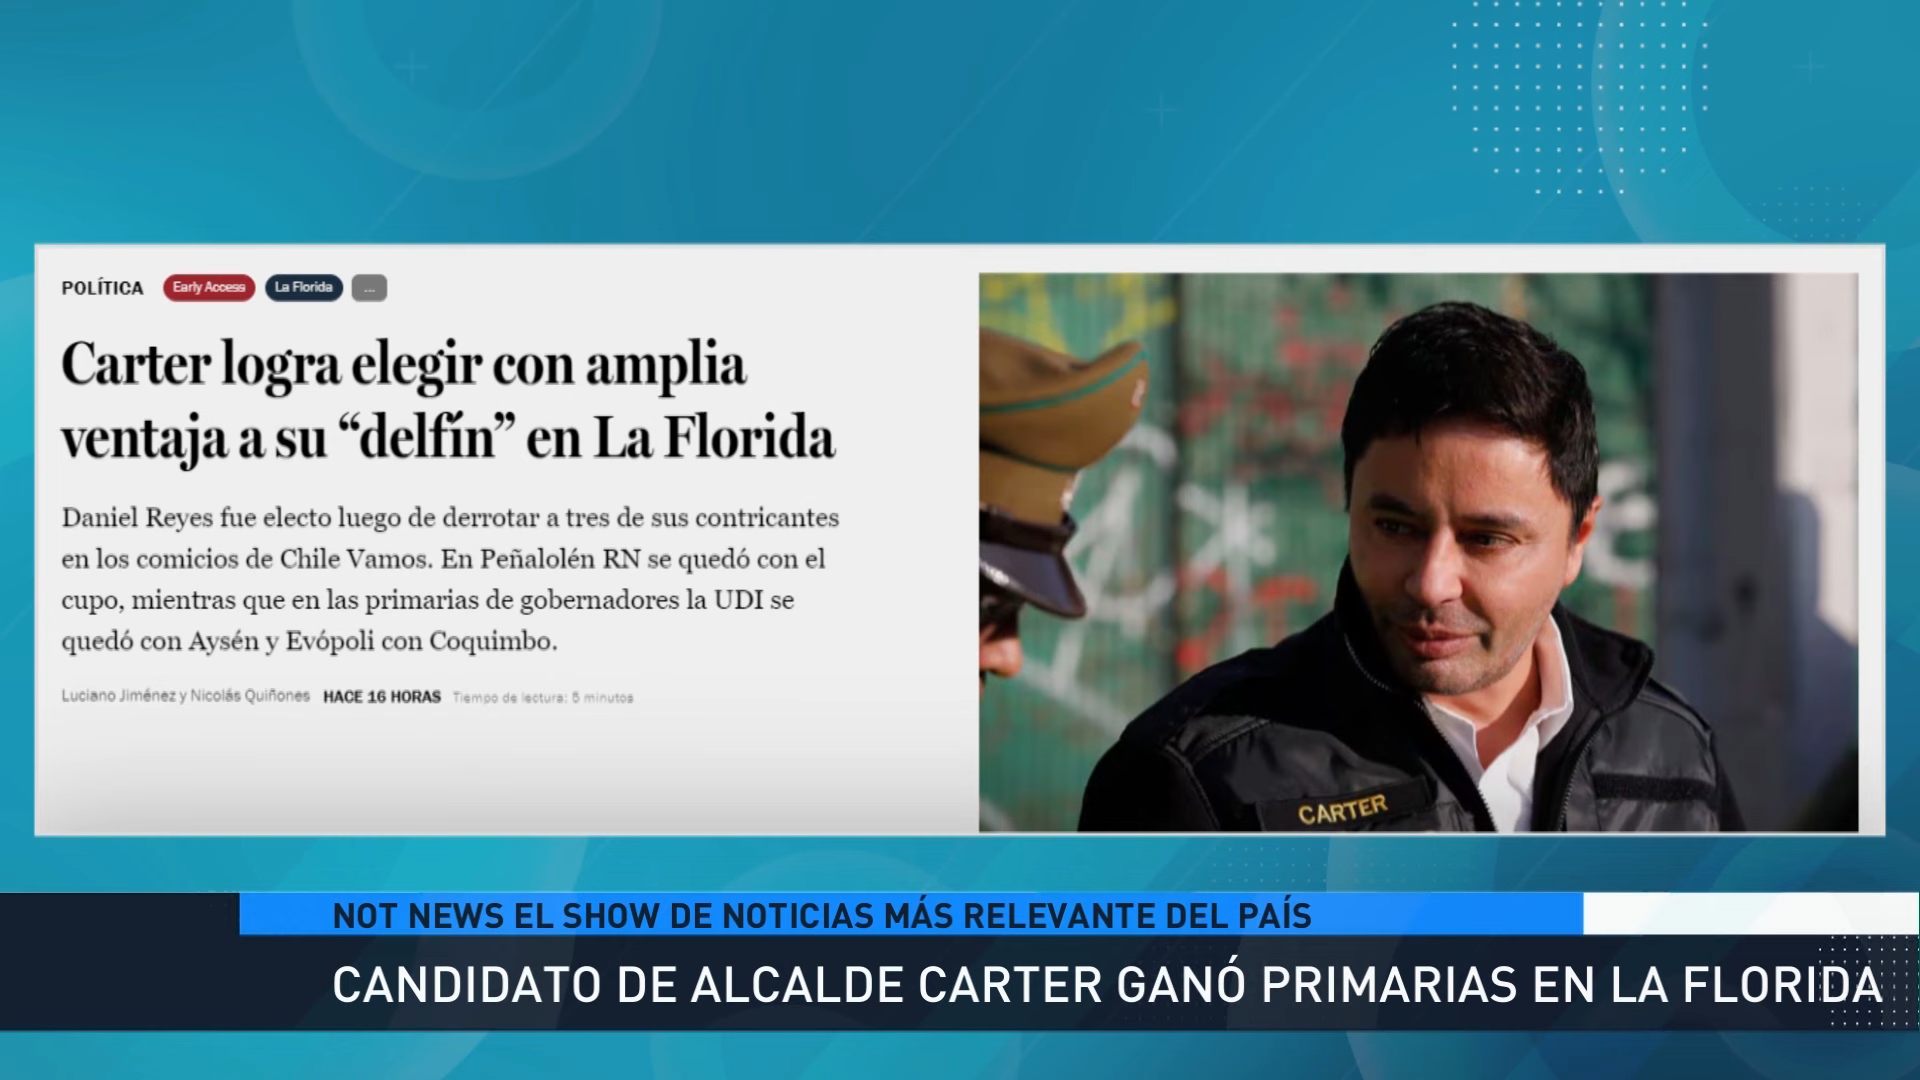 POLÍTICA Early Access La Florida ...
Carter logra elegir con amplia
ventaja a su “delfín” en La Florida
Daniel Reyes fue electo luego de derrotar a tres de sus contricantes
en los comicios de Chile Vamos. En Peñalolén RN se quedó con el
cupo, mientras que en las primarias de gobernadores la UDI se
quedó con Aysén y Evópoli con Coquimbo.
Luciano Jiménez y Nicolás Quiñones HACE 16 HORAS Tiempo de lectura: 5 minutos
CARTER
NOT NEWS EL SHOW DE NOTICIAS MÁS RELEVANTE DEL PAÍS
CANDIDATO DE ALCALDE CARTER GANÓ PRIMARIAS EN LA FLORIDA